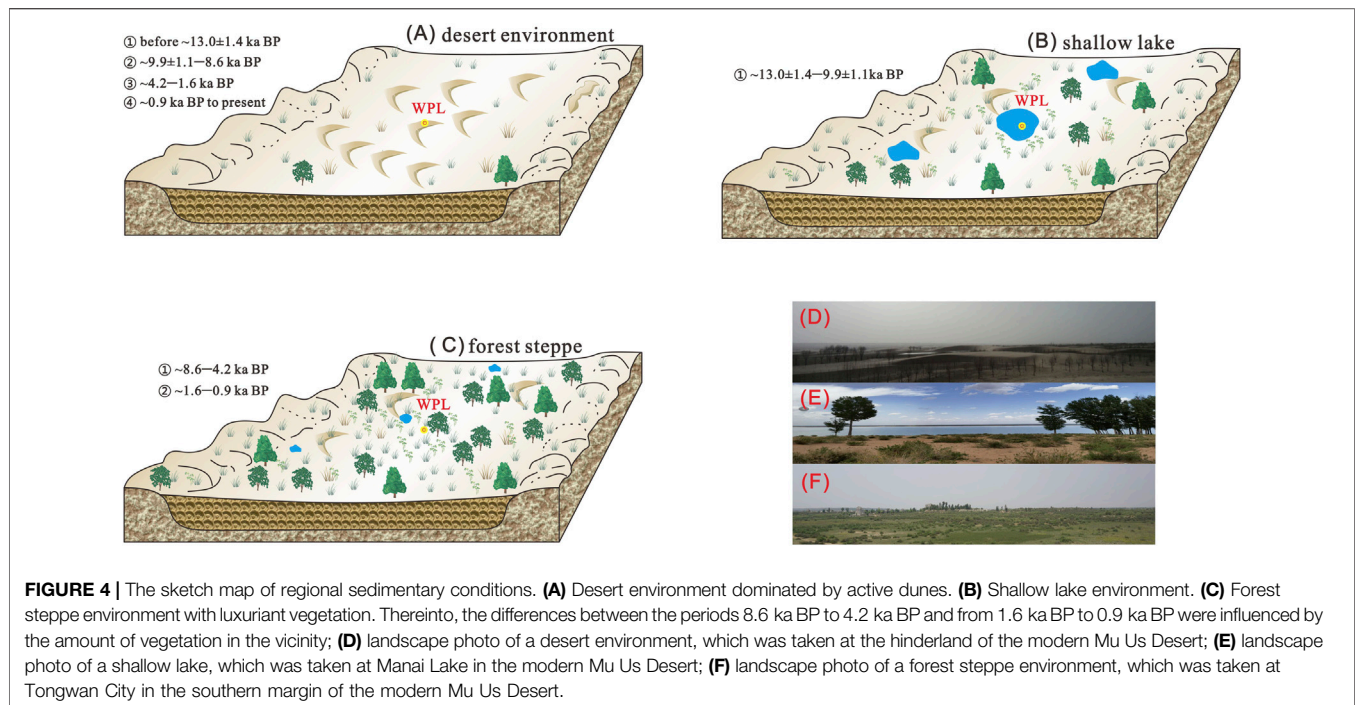 (A) desert environment
① before ~13.0±1.4 ka BP
② ~9.9±1.1—8.6 ka BP
③ ~4.2—1.6 ka BP
④ ~0.9 ka BP to present
WPL
(B) shallow lake
① ~13.0±1.4—9.9±1.1ka BP
WPL
(C) forest steppe
① ~8.6—4.2 ka BP
② ~1.6—0.9 ka BP
WPL
(D)
(E)
(F)
FIGURE 4 | The sketch map of regional sedimentary conditions. (A) Desert environment dominated by active dunes. (B) Shallow lake environment. (C) Forest
steppe environment with luxuriant vegetation. Thereinto, the differences between the periods 8.6 ka BP to 4.2 ka BP and from 1.6 ka BP to 0.9 ka BP were influenced by
the amount of vegetation in the vicinity; (D) landscape photo of a desert environment, which was taken at the hinderland of the modern Mu Us Desert; (E) landscape
photo of a shallow lake, which was taken at Manai Lake in the modern Mu Us Desert; (F) landscape photo of a forest steppe environment, which was taken at
Tongwan City in the southern margin of the modern Mu Us Desert.